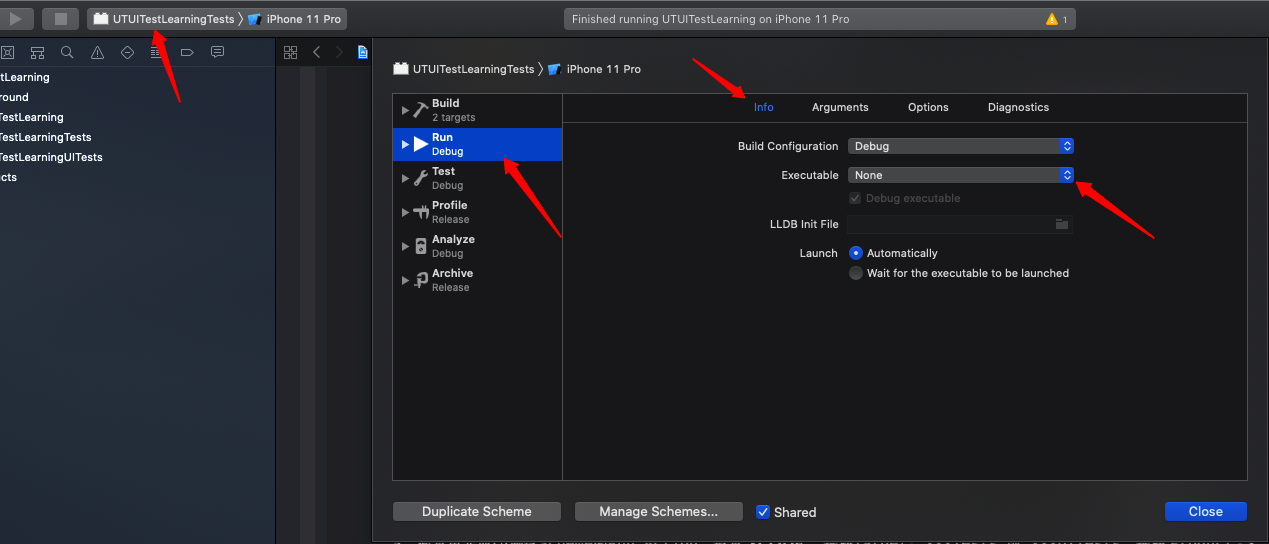 UTUITestLearningTests 〉 iPhone 11 Pro
Finished running UTUITestLearning on iPhone 11 Pro
1
tLearning
round
TestLearning
TestLearningTests
TestLearningUITests
cts
UTUITestLearningTests 〉 iPhone 11 Pro
Build
2 targets
Run
Debug
Test
Debug
Profile
Release
Analyze
Debug
Archive
Release
Info Arguments Options Diagnostics
Build Configuration Debug
Executable None
Debug executable
LLDB Init File
Launch Automatically
Wait for the executable to be launched
Duplicate Scheme Manage Schemes... Shared Close